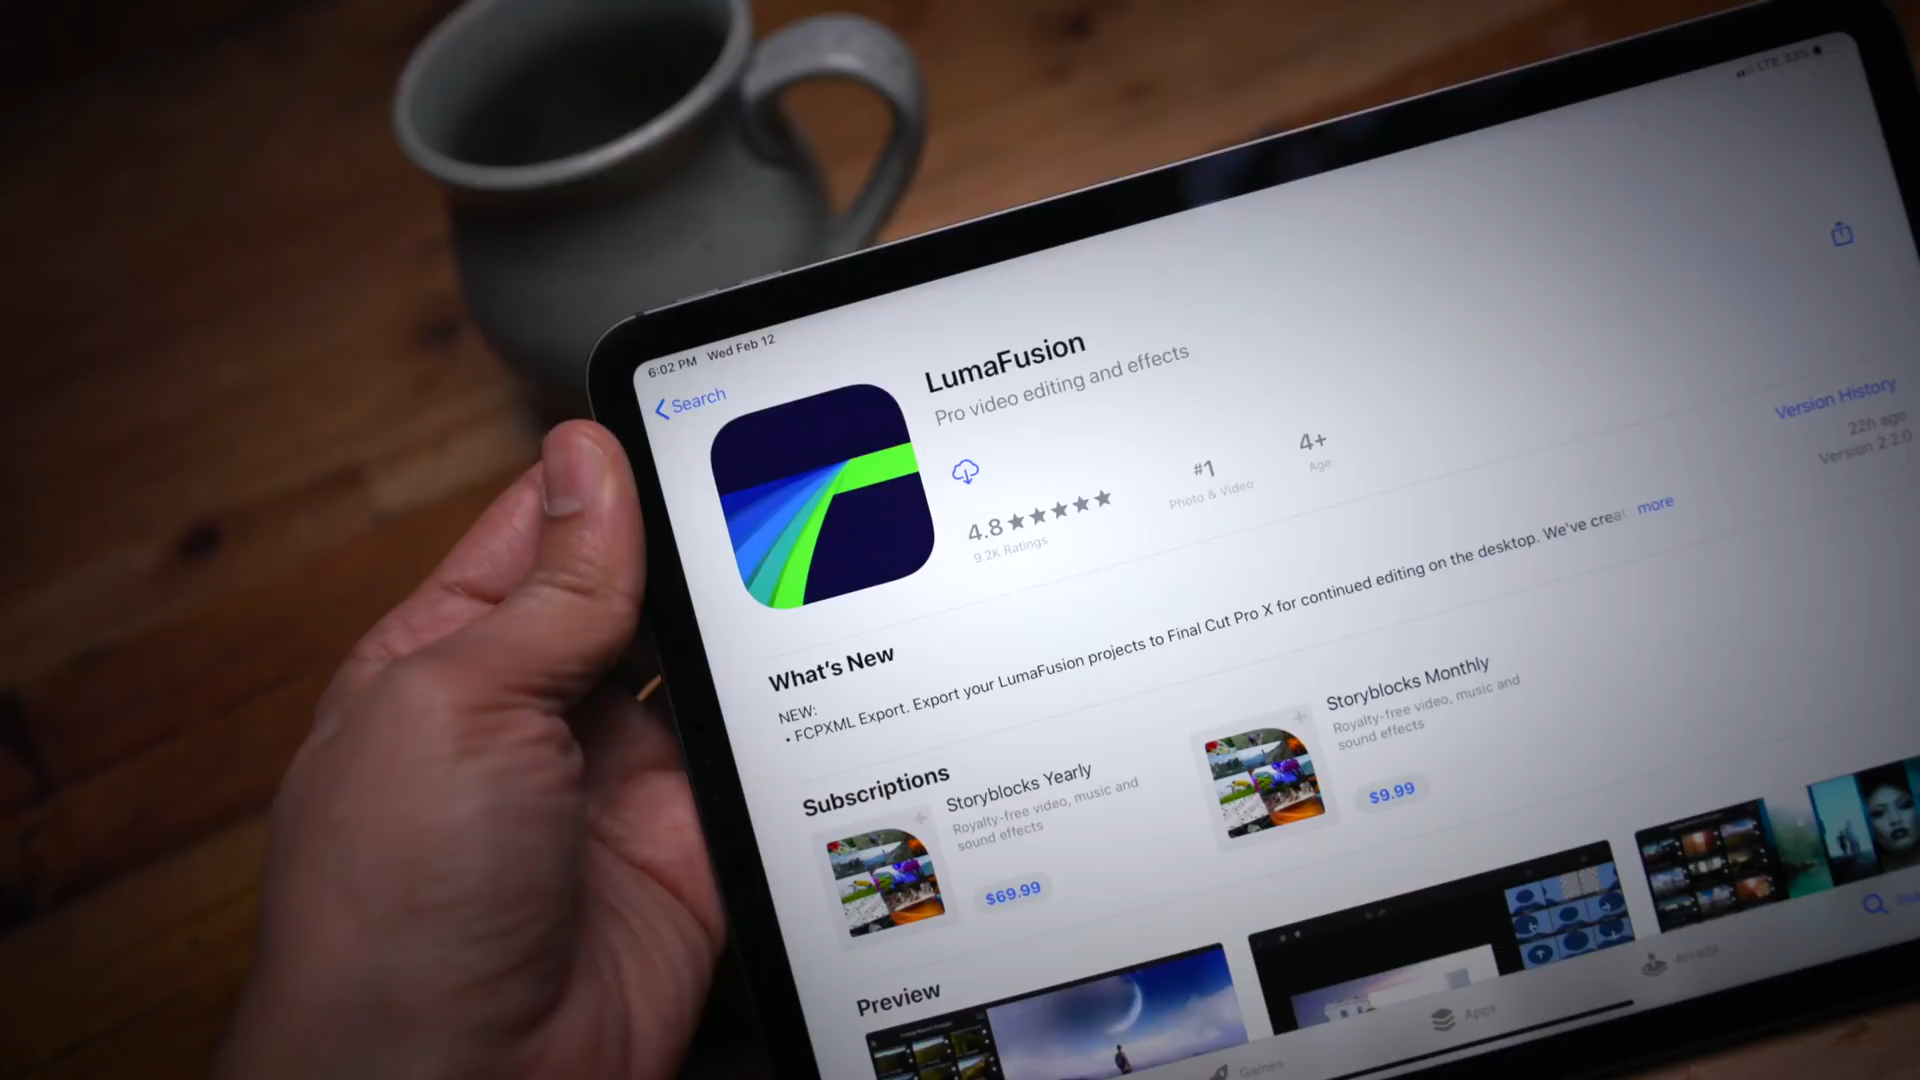 6:02 PM Wed Feb 12
LTE 33%
Search
LumaFusion
Pro video editing and effects
4.8
9.2K Ratings
#1
Photo & Video
4+
Age
What's New
Version History
NEW:
22h ago
• FCPXML Export. Export your LumaFusion projects to Final Cut Pro X for continued editing on the desktop. We've creat more
Version 2.2.0
Subscriptions
Storyblocks Yearly
Royalty-free video, music and
sound effects
$69.99
Storyblocks Monthly
Royalty-free video, music and
sound effects
$9.99
Preview
Games
Apps
Arcade